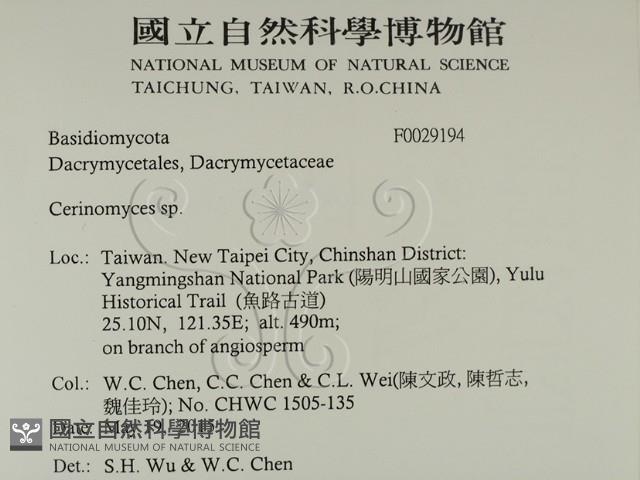 國立自然科學博物館
NATIONAL MUSEUM OF NATURAL SCIENCE
TAICHUNG, TAIWAN, R.O.CHINA
Basidiomycota F0029194
Dacrymycetales, Dacrymycetaceae
Cerinomyces sp.
Loc.: Taiwan. New Taipei City, Chinshan District:
Yangmingshan National Park (陽明山國家公園), Yulu
Historical Trail (魚路古道)
25.10N, 121.35E; alt. 490m;
on branch of angiosperm
Col.: W.C. Chen, C.C. Chen & C.L. Wei(陳文政, 陳哲志,
魏佳玲); No. CHWC 1505-135
國立自然科學博物館
NATIONAL MUSEUM OF NATURAL SCIENCE
Det.: S.H. Wu & W.C. Chen